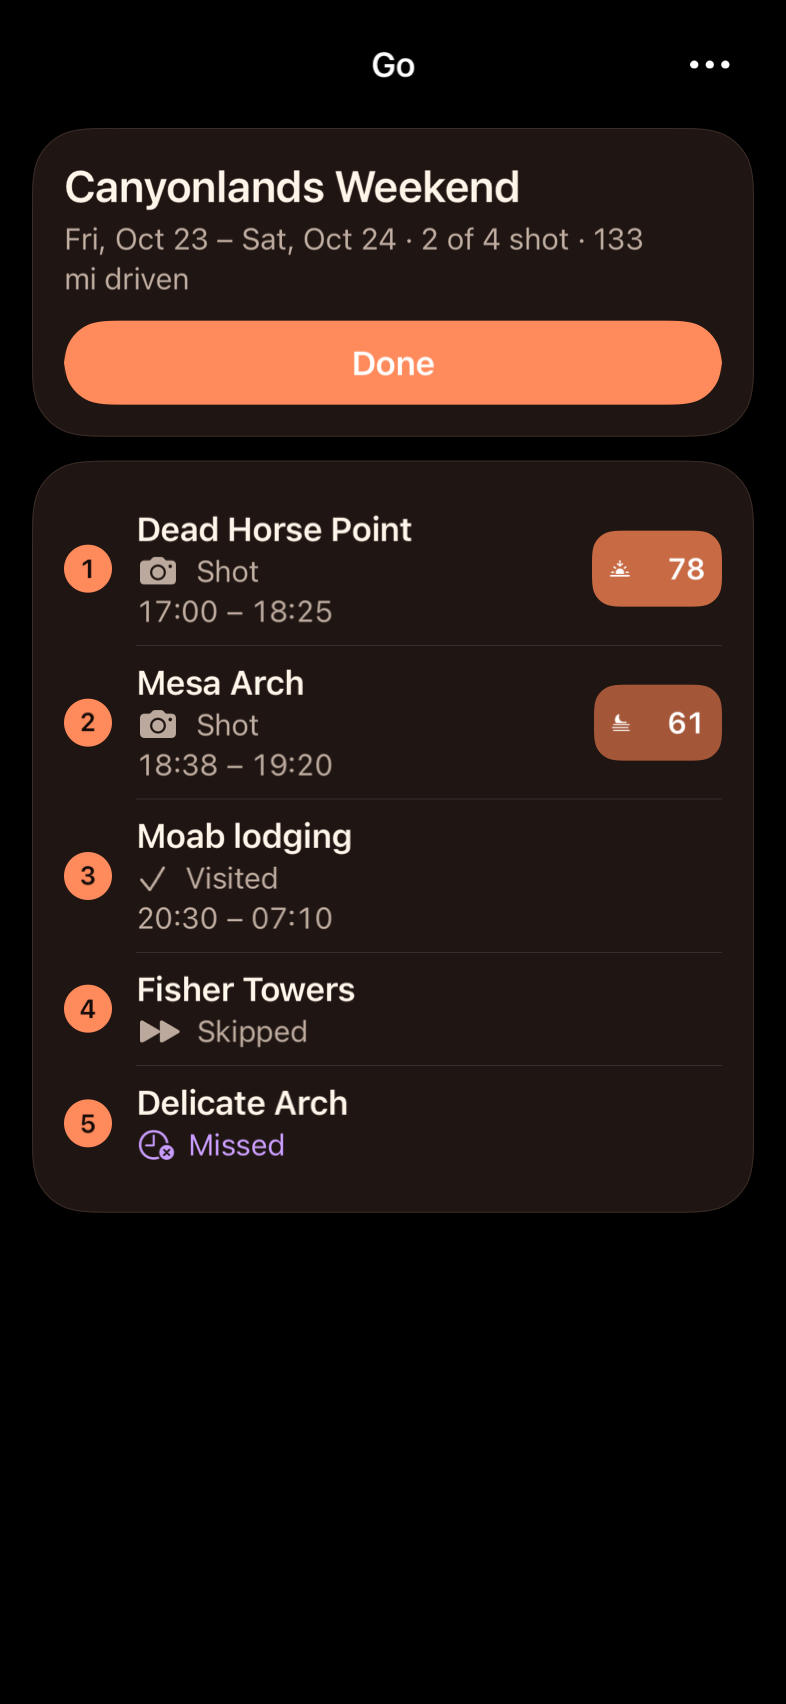 Go
Canyonlands Weekend
Fri, Oct 23 – Sat, Oct 24 · 2 of 4 shot · 133
mi driven
Done
1
Dead Horse Point
Shot
17:00 – 18:25
78
2
Mesa Arch
Shot
18:38 – 19:20
61
3
Moab lodging
Visited
20:30 – 07:10
4
Fisher Towers
Skipped
5
Delicate Arch
Missed